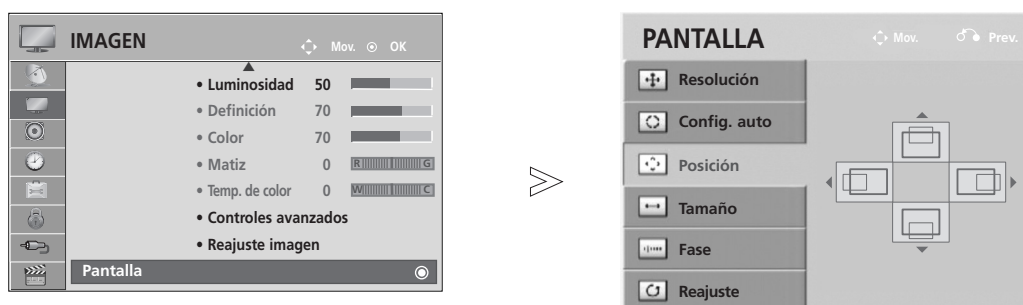 IMAGEN
Mov. OK
• Luminosidad 50
• Definición 70
• Color 70
• Matiz 0 R G
• Temp. de color 0 W C
• Controles avanzados
• Reajuste imagen
Pantalla
PANTALLA
Mov. Prev.
Resolución
Config. auto
Posición
Tamaño
Fase
Reajuste